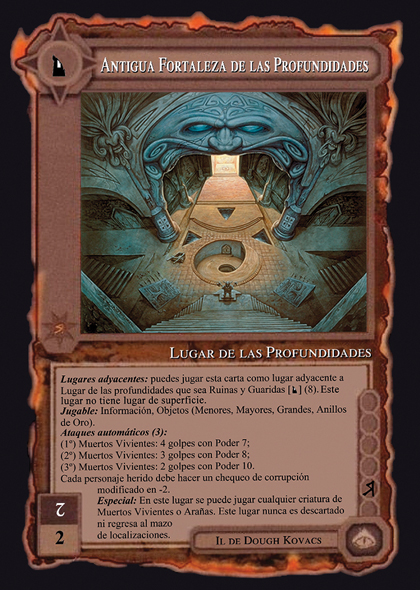 Antigua Fortaleza de las Profundidades
Lugar de las Profundidades
Lugares adyacentes: puedes jugar esta carta como lugar adyacente a
Lugar de las profundidades que sea Ruinas y Guaridas [ ] (8). Este
lugar no tiene lugar de superficie.
Jugable: Información, Objetos (Menores, Mayores, Grandes, Anillos
de Oro).
Ataques automáticos (3):
(1º) Muertos Vivientes: 4 golpes con Poder 7;
(2º) Muertos Vivientes: 3 golpes con Poder 8;
(3º) Muertos Vivientes: 2 golpes con Poder 10.
Cada personaje herido debe hacer un chequeo de corrupción
modificado en -2.
Especial: En este lugar se puede jugar cualquier criatura de
Muertos Vivientes o Arañas. Este lugar nunca es descartado
ni regresa al mazo
de localizaciones.
2
2
Il de Dough Kovacs